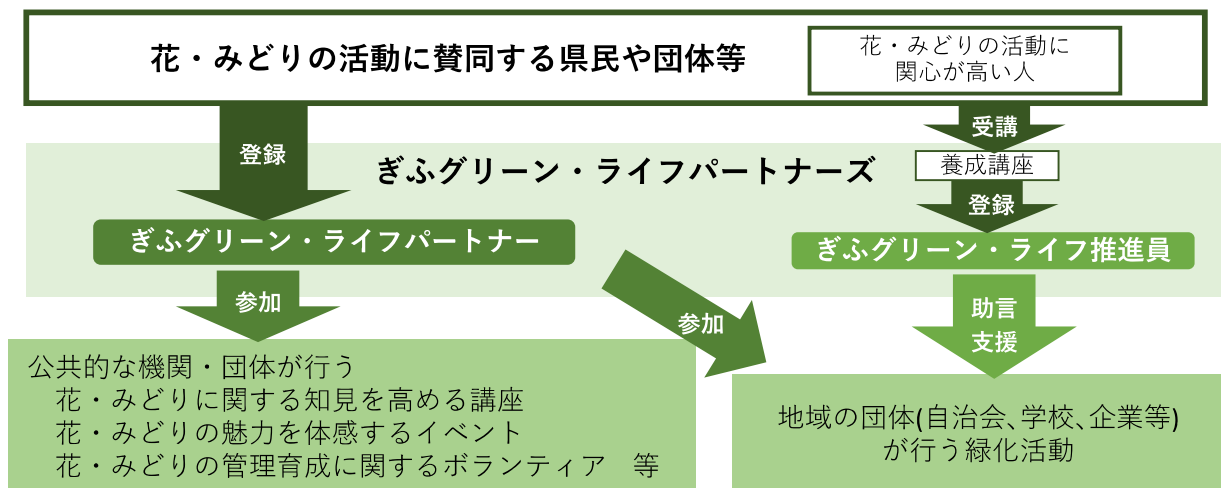 花・みどりの活動に賛同する県民や団体等
花・みどりの活動に
関心が高い人
登録
受講
ぎふグリーン・ライフパートナーズ
養成講座
登録
ぎふグリーン・ライフパートナー
ぎふグリーン・ライフ推進員
参加
参加
助言
支援
公共的な機関・団体が行う
花・みどりに関する知見を高める講座
花・みどりの魅力を体感するイベント
花・みどりの管理育成に関するボランティア　等
地域の団体(自治会、学校、企業等)
が行う緑化活動